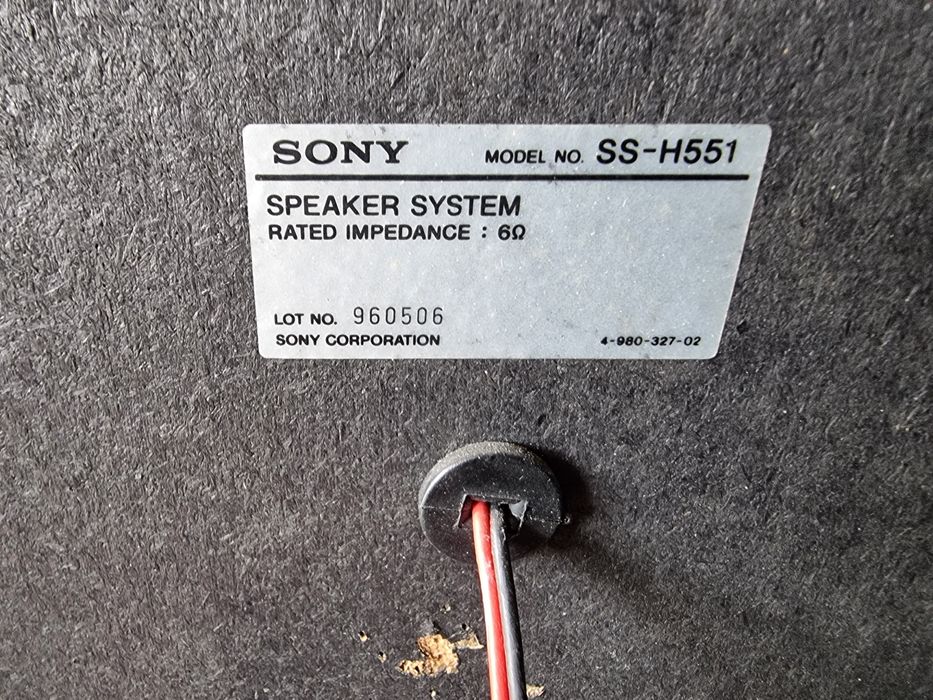 SONY MODEL NO. SS-H551
SPEAKER SYSTEM
RATED IMPEDANCE : 6Ω
LOT NO. 960506
SONY CORPORATION 4-980-327-02